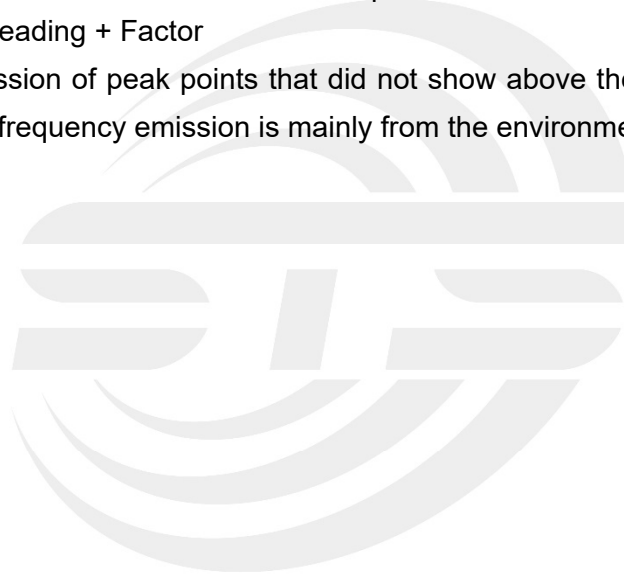 eading + Factor
ssion of peak points that did not show above the
frequency emission is mainly from the environme
STS